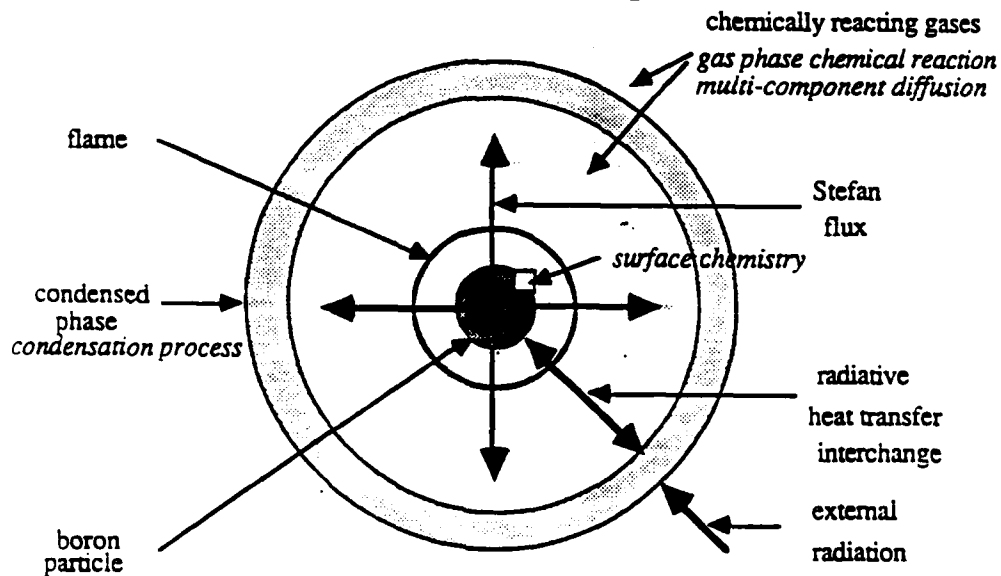 chemically reacting gases
gas phase chemical reaction
multi-component diffusion
flame
Stefan
flux
surface chemistry
condensed
phase
condensation process
radiative
heat transfer
interchange
external
radiation
boron
particle